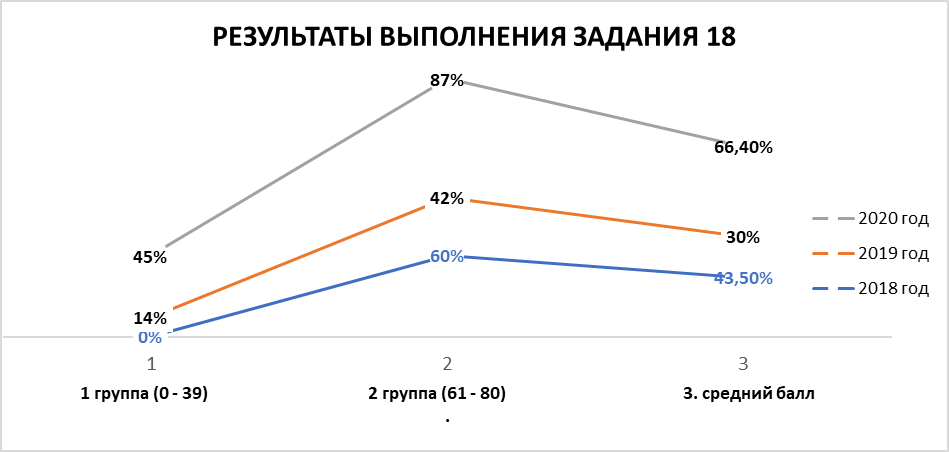 РЕЗУЛЬТАТЫ ВЫПОЛНЕНИЯ ЗАДАНИЯ 18
87%
66,40%
42%
2020 год
45%
30%
60%
2019 год
43,50%
2018 год
14%
0%
1 2 3
1 группа (0 - 39) 2 группа (61 - 80) 3. средний балл
.